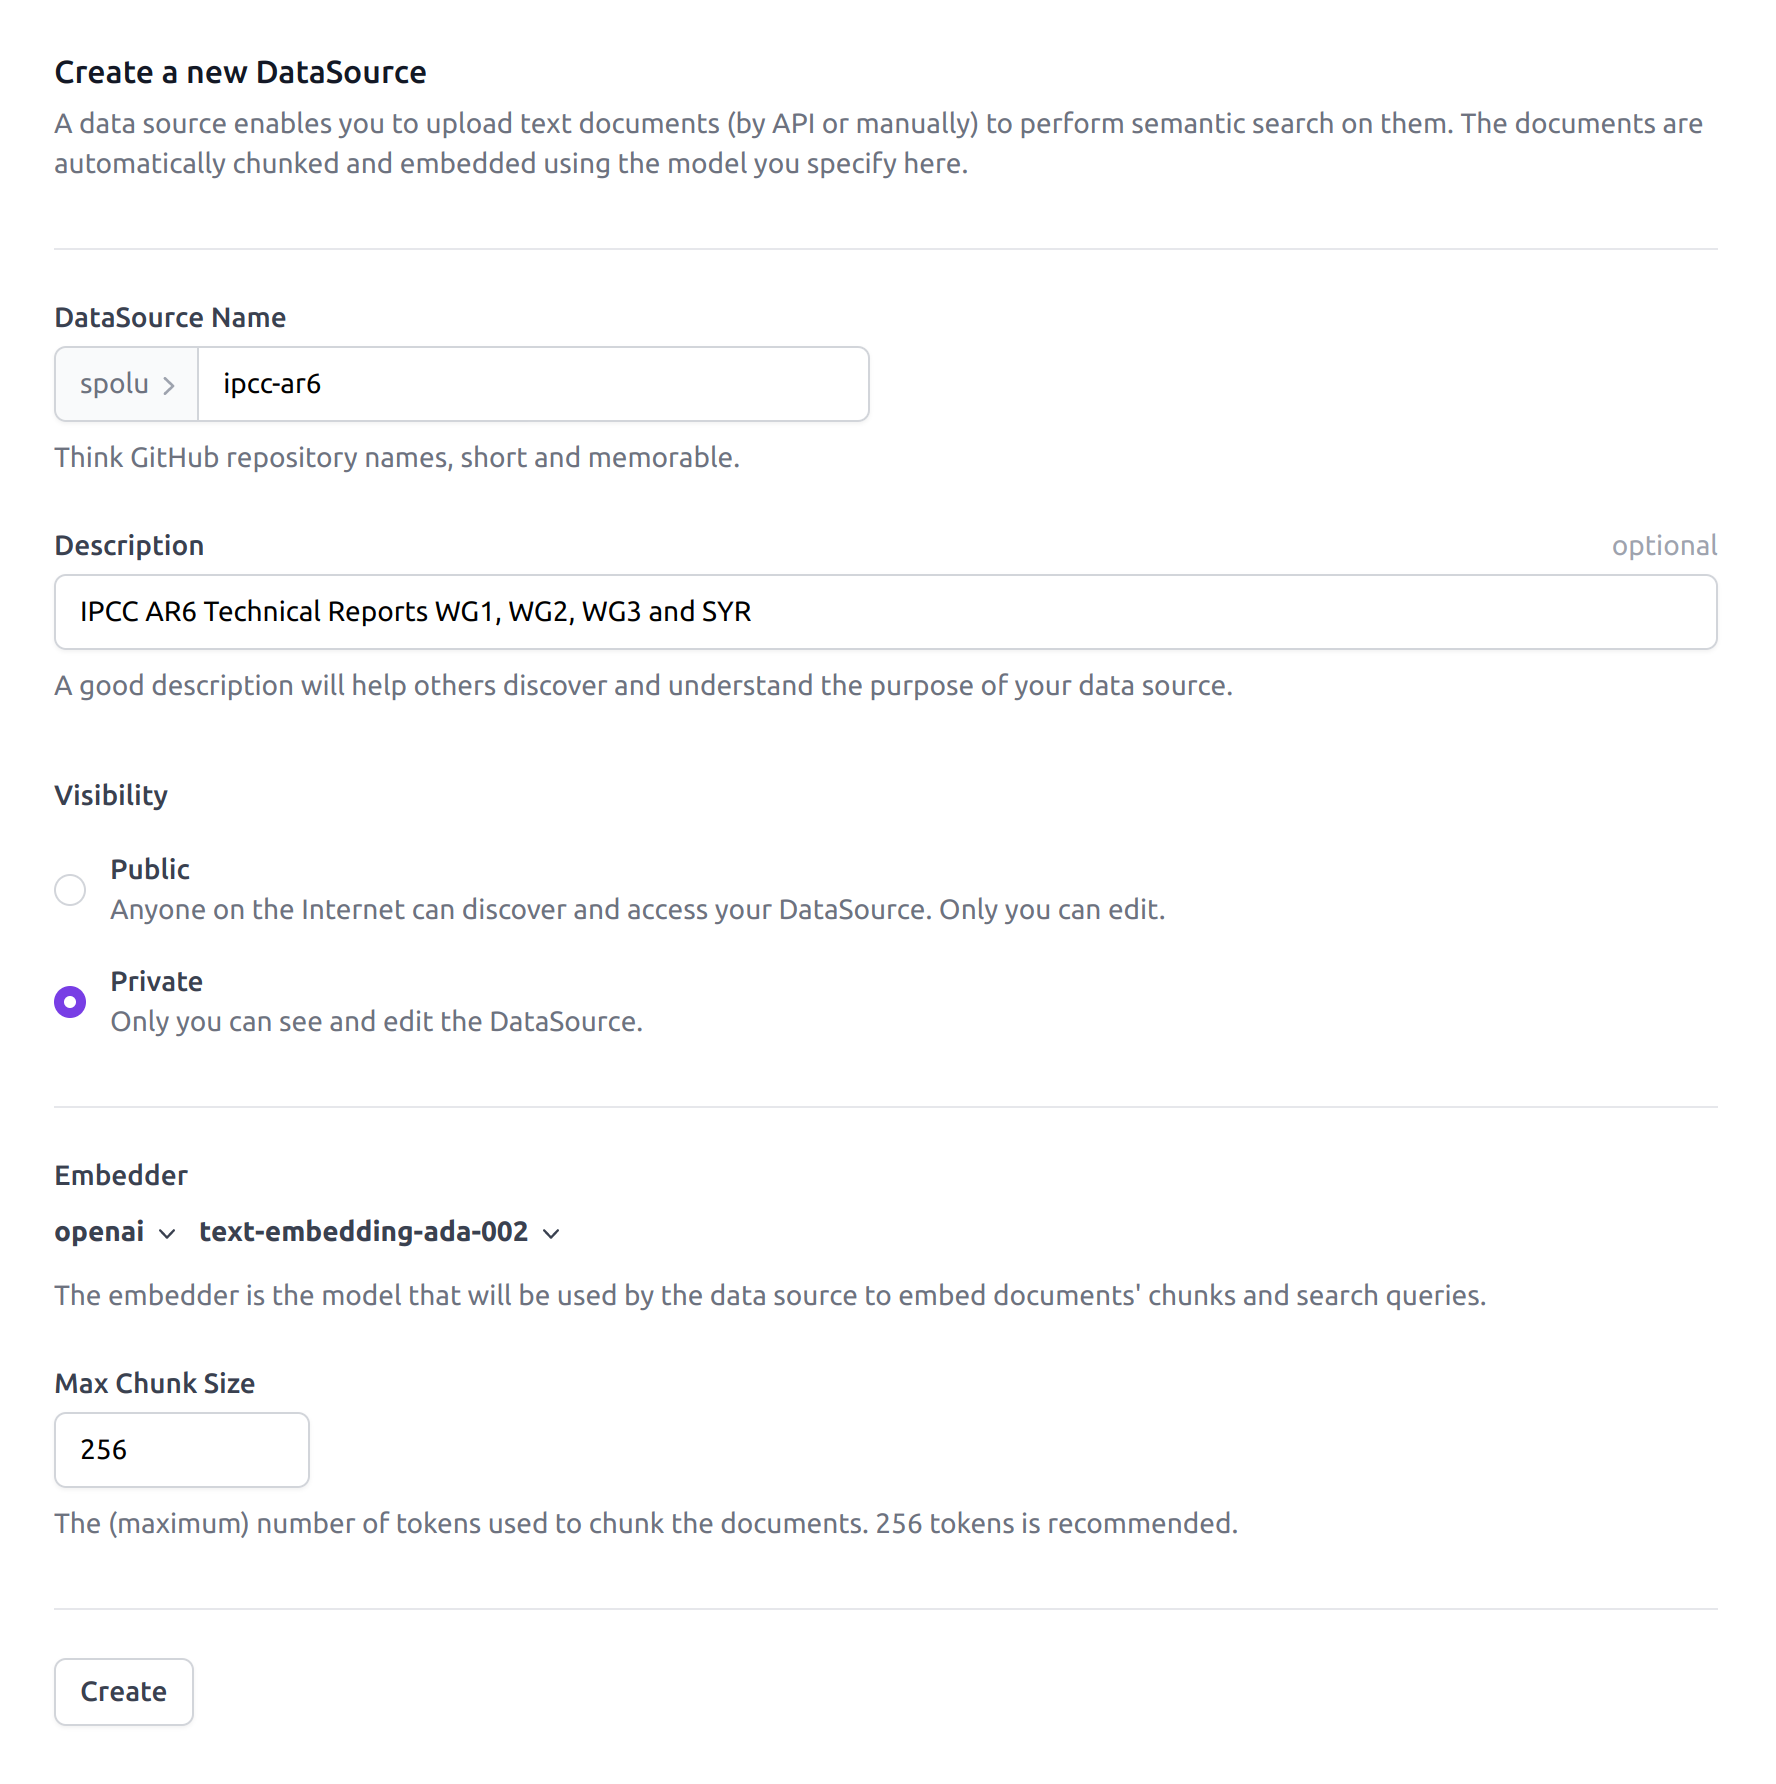 Create a new DataSource
A data source enables you to upload text documents (by API or manually) to perform semantic search on them. The documents are
automatically chunked and embedded using the model you specify here.
DataSource Name
spolu > ipcc-ar6
Think GitHub repository names, short and memorable.
Description optional
IPCC AR6 Technical Reports WG1, WG2, WG3 and SYR
A good description will help others discover and understand the purpose of your data source.
Visibility
Public
Anyone on the Internet can discover and access your DataSource. Only you can edit.
Private
Only you can see and edit the DataSource.
Embedder
openai text-embedding-ada-002
The embedder is the model that will be used by the data source to embed documents' chunks and search queries.
Max Chunk Size
256
The (maximum) number of tokens used to chunk the documents. 256 tokens is recommended.
Create